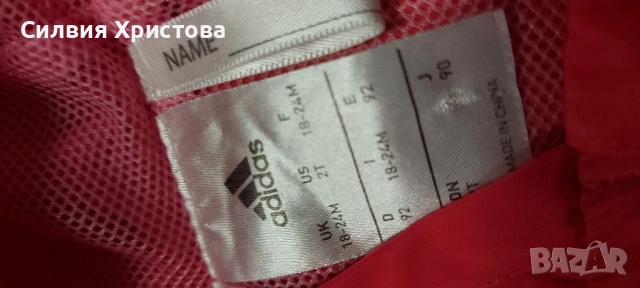 Силвия Христова
NAME
adidas
F
18-24M
E
92
J
90
US
2T
I
18-24M
UK
18-24M
D
92
MADE IN CHINA
BAZAR